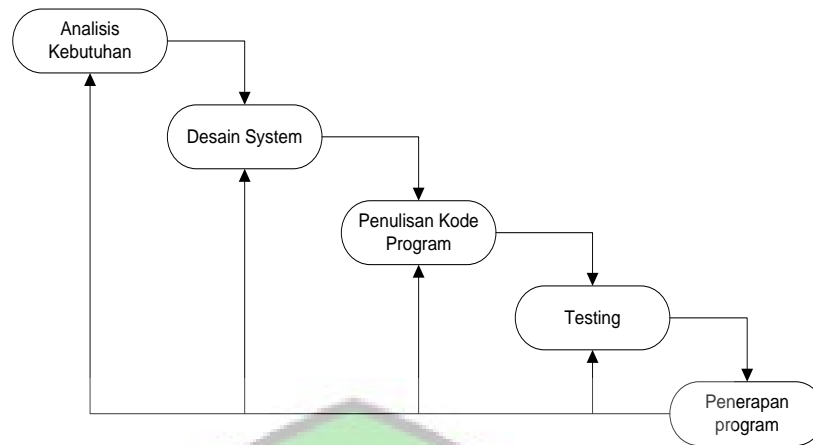 Analisis
Kebutuhan
Desain System
Penulisan Kode
Program
Testing
Penerapan
program